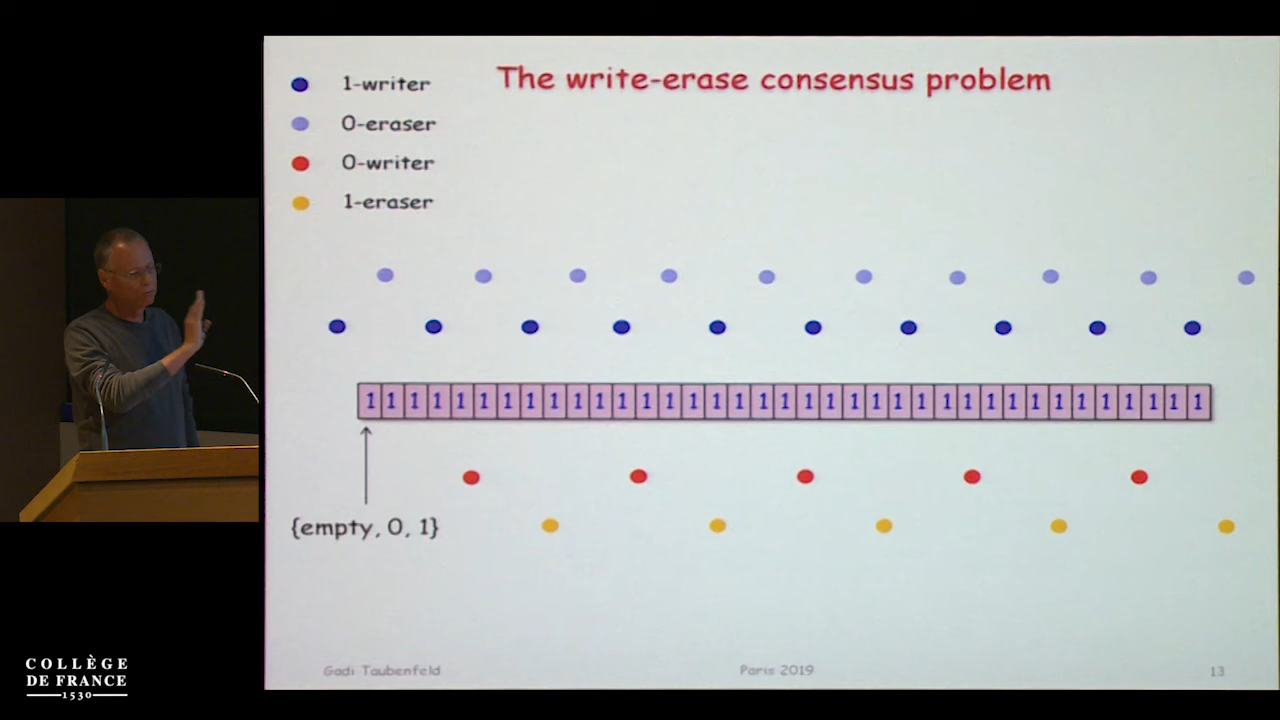 1-writer
The write-erase consensus problem
0-eraser
0-writer
1-eraser
1 1 1 1 1 1 1 1 1 1 1 1 1 1 1 1 1 1 1 1 1 1 1 1 1 1 1 1 1 1 1 1 1 1 1 1 1
{empty, 0, 1}
Gadi Taubenfeld
Paris 2019
13
COLLÈGE
DE FRANCE
1530